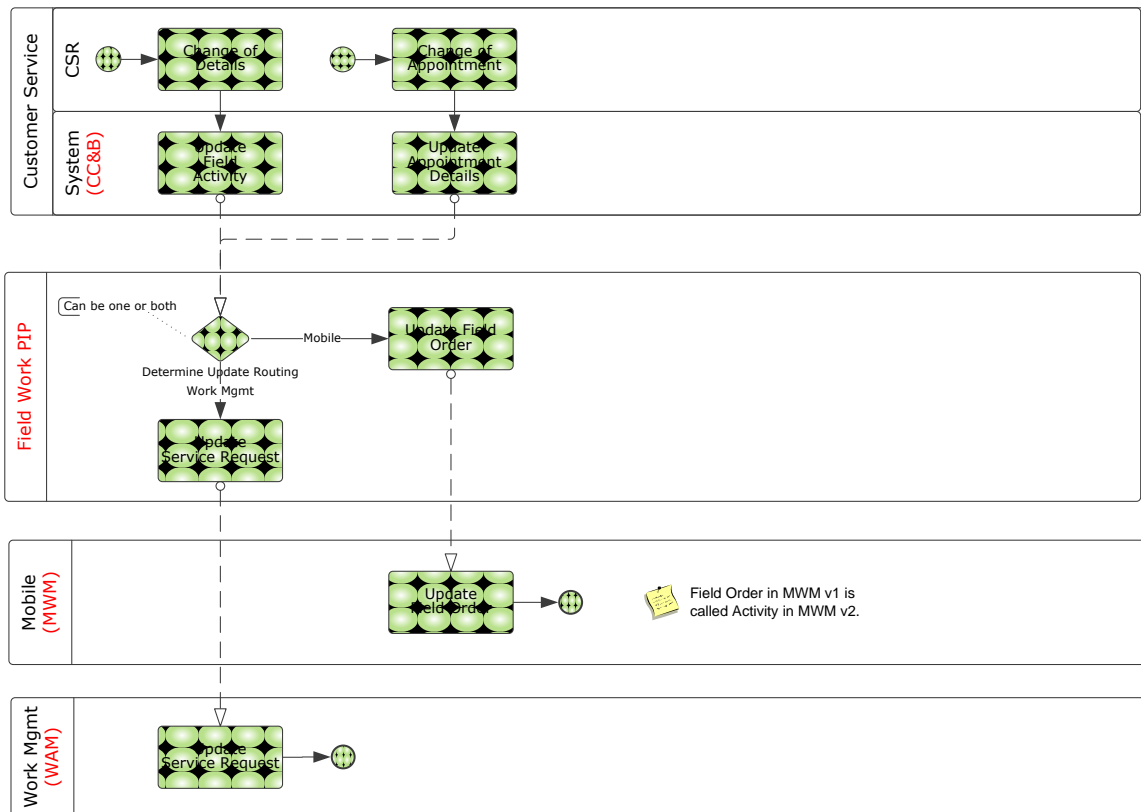 Customer Service
CSR
Change of
Details
Change of
Appointment
System
(CC&B)
Update
Field
Activity
Update
Appointment
Details
Field Work PIP
Can be one or both
Mobile
Update Field
Order
Determine Update Routing
Work Mgmt
Update
Service Request
Mobile
(MWM)
Update
Field Order
Field Order in MWM v1 is
called Activity in MWM v2.
Work Mgmt
(WAM)
Update
Service Request